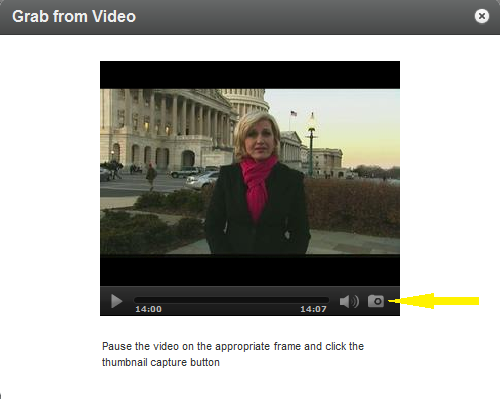 Grab from Video
14:00 14:07
Pause the video on the appropriate frame and click the
thumbnail capture button